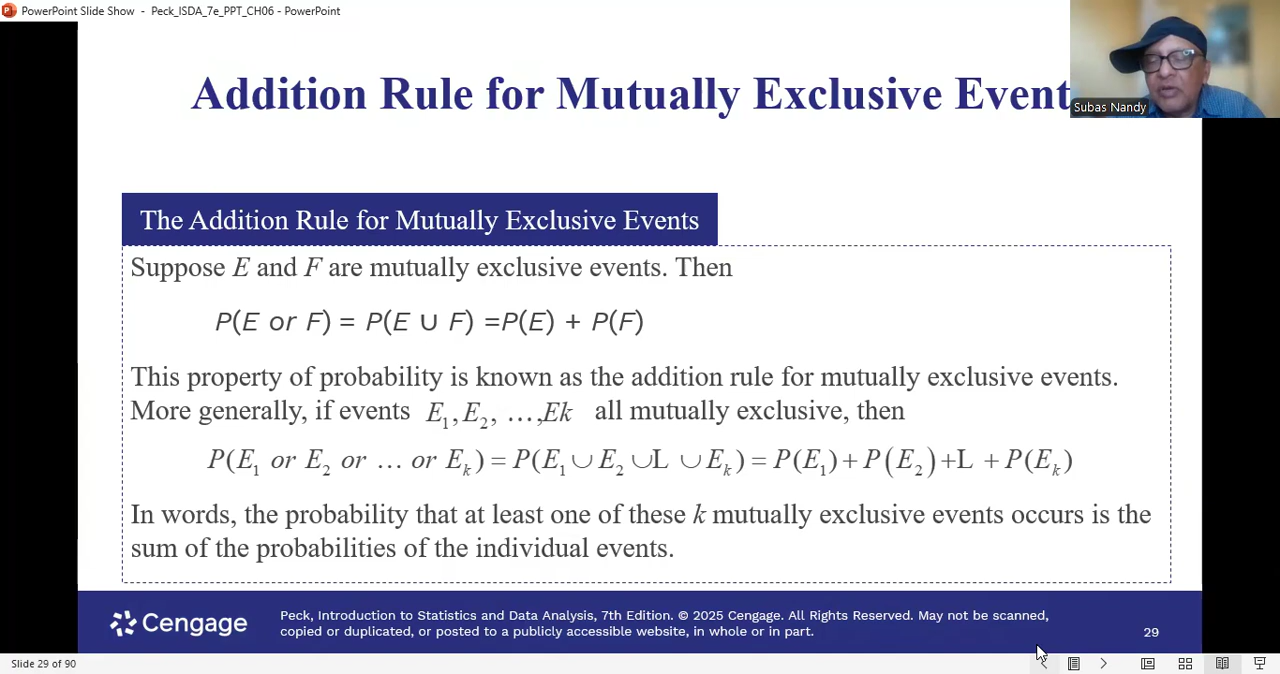 PowerPoint Slide Show - Peck_ISDA_7e_PPT_CH06 - PowerPoint
Addition Rule for Mutually Exclusive Event
Subas Nandy
The Addition Rule for Mutually Exclusive Events
Suppose E and F are mutually exclusive events. Then
P(E or F) = P(E ∪ F) =P(E) + P(F)
This property of probability is known as the addition rule for mutually exclusive events.
More generally, if events E₁, E₂, …,Ek all mutually exclusive, then
P(E₁ or E₂ or … or Eₖ) = P(E₁ ∪ E₂ ∪L ∪ Eₖ) = P(E₁)+ P(E₂)+L + P(Eₖ)
In words, the probability that at least one of these k mutually exclusive events occurs is the
sum of the probabilities of the individual events.
Cengage
Peck, Introduction to Statistics and Data Analysis, 7th Edition. © 2025 Cengage. All Rights Reserved. May not be scanned,
copied or duplicated, or posted to a publicly accessible website, in whole or in part.
29
Slide 29 of 90